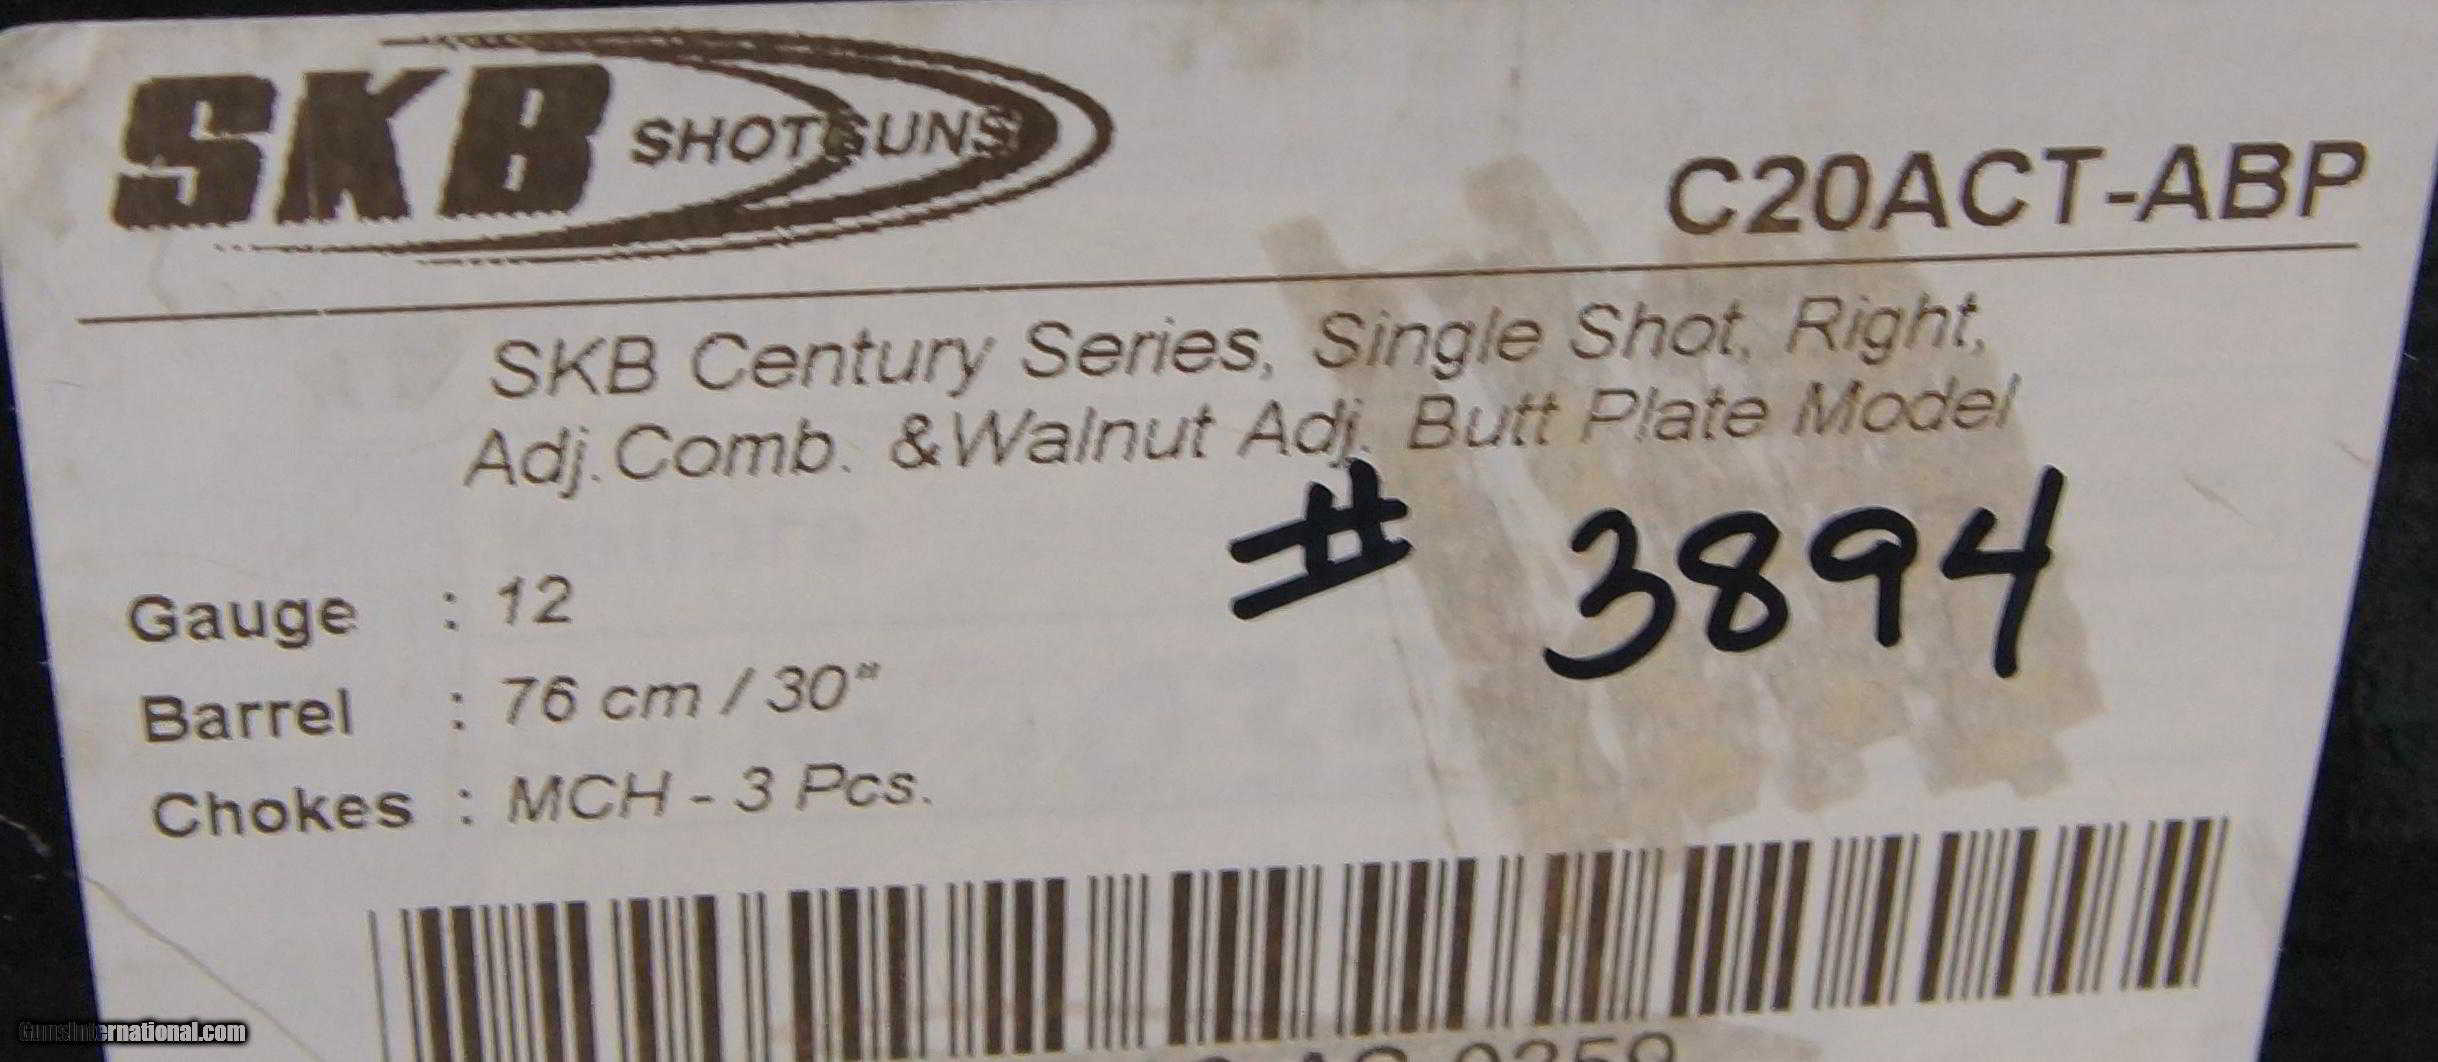 SKB SHOTGUNS
C20ACT-ABP
SKB Century Series, Single Shot, Right,
Adj. Comb. & Walnut Adj. Butt Plate Model
# 3894
Gauge : 12
Barrel : 76 cm / 30"
Chokes : MCH - 3 Pcs.
GunsInternational.com